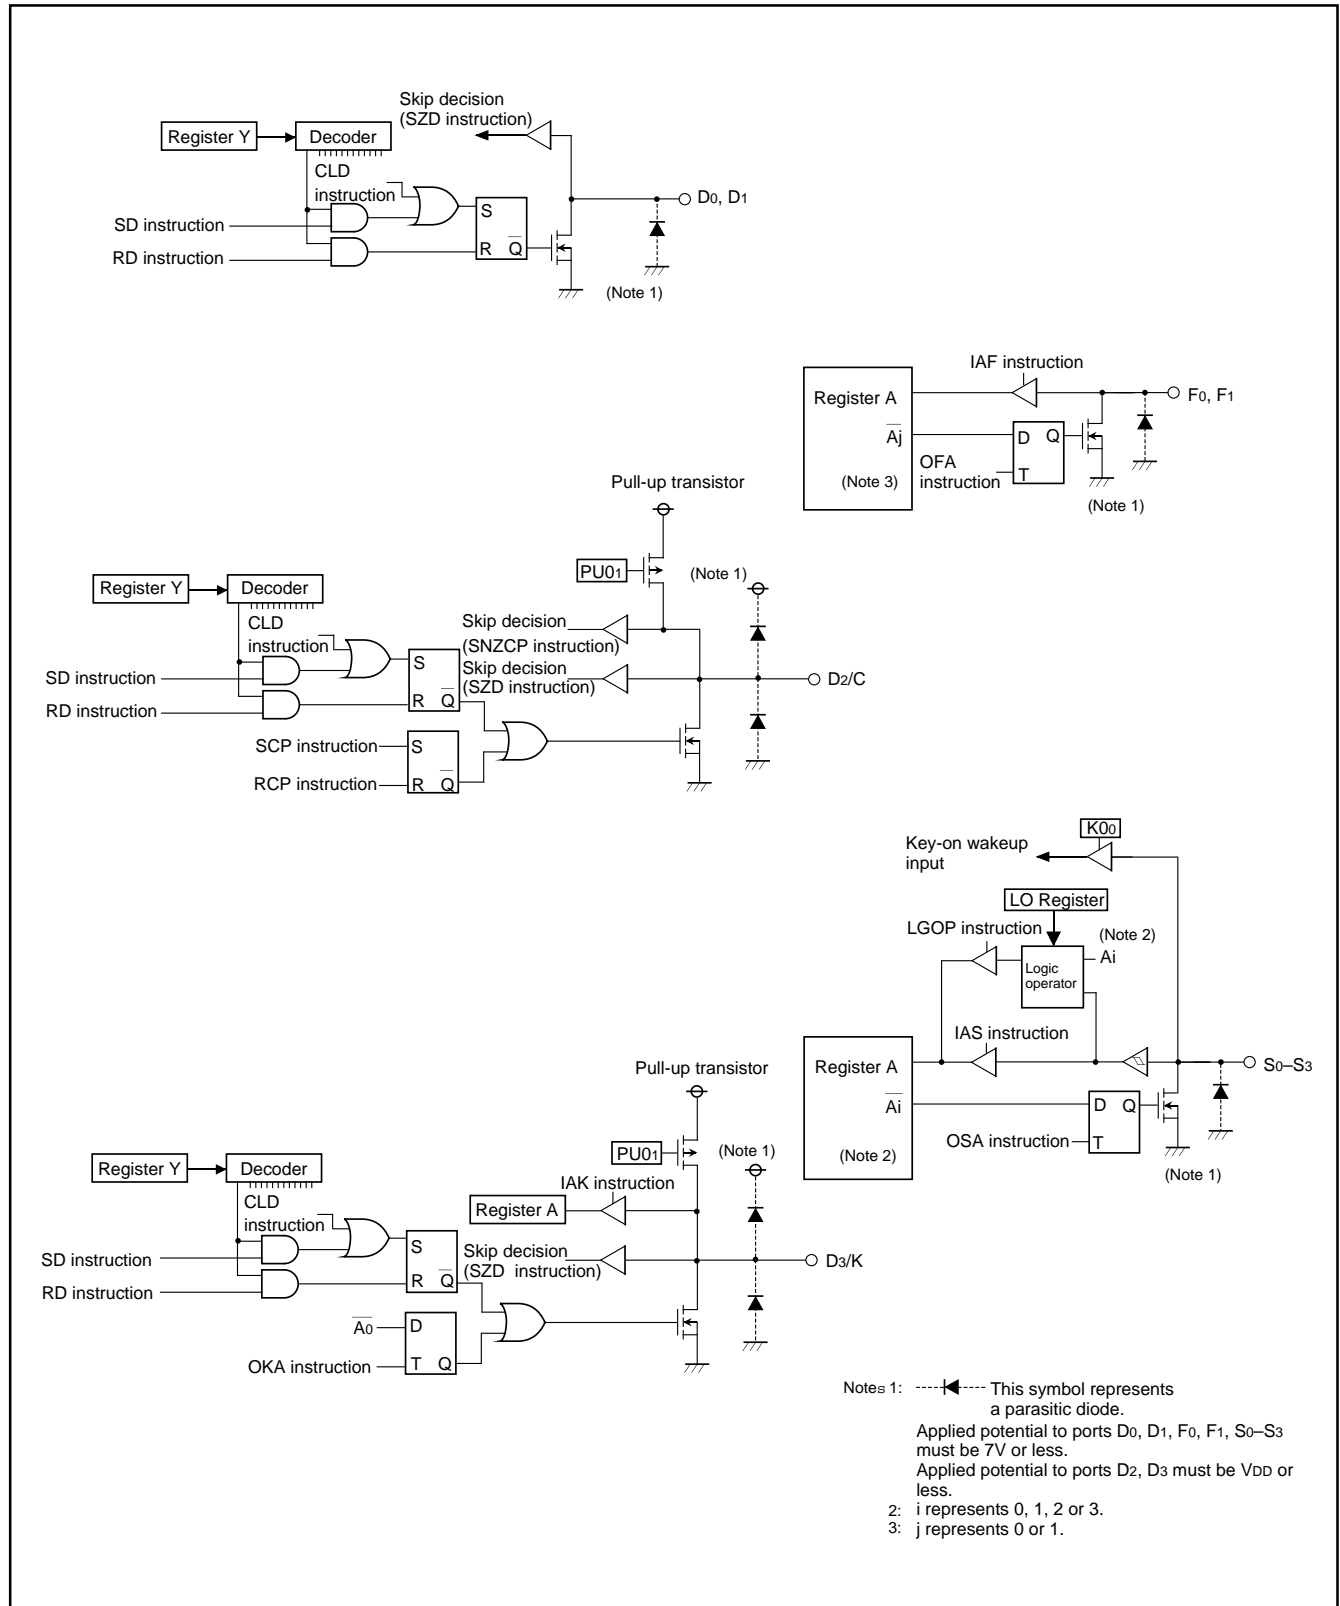 Skip decision
(SZD instruction)
Register Y
Decoder
CLD
instruction
SD instruction
RD instruction
S
R
Q
D0, D1
(Note 1)
IAF instruction
Register A
Aj
(Note 3)
D
Q
T
OFA
instruction
F0, F1
(Note 1)
Pull-up transistor
PU01
(Note 1)
Register Y
Decoder
CLD
instruction
SD instruction
RD instruction
S
R
Q
Skip decision
(SNZCP instruction)
Skip decision
(SZD instruction)
D2/C
SCP instruction
RCP instruction
S
R
Q
K00
Key-on wakeup
input
LO Register
LGOP instruction
(Note 2)
Ai
Logic
operator
IAS instruction
Register A
Ai
(Note 2)
D
Q
T
OSA instruction
S0–S3
(Note 1)
Pull-up transistor
PU01
(Note 1)
Register Y
Decoder
CLD
instruction
SD instruction
RD instruction
S
R
Q
IAK instruction
Register A
Skip decision
(SZD instruction)
D3/K
A0
OKA instruction
D
T
Q
Notes 1: This symbol represents
a parasitic diode.
Applied potential to ports D0, D1, F0, F1, S0–S3
must be 7V or less.
Applied potential to ports D2, D3 must be VDD or
less.
2: i represents 0, 1, 2 or 3.
3: j represents 0 or 1.